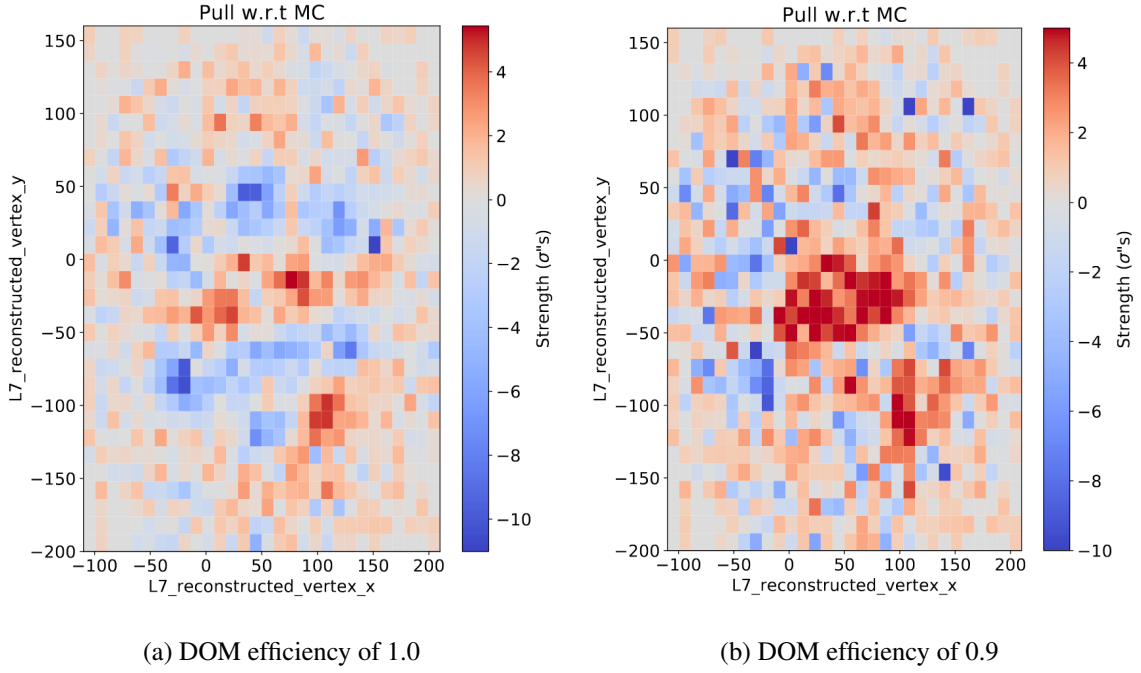 Pull w.r.t MC
150
100
50
0
−50
−100
−150
−200
−100 −50 0 50 100 150 200
L7_reconstructed_vertex_x
L7_reconstructed_vertex_y
4
2
0
−2
−4
−6
−8
−10
Strength (σ"s)
(a) DOM efficiency of 1.0
Pull w.r.t MC
150
100
50
0
−50
−100
−150
−200
−100 −50 0 50 100 150 200
L7_reconstructed_vertex_x
L7_reconstructed_vertex_y
4
2
0
−2
−4
−6
−8
−10
Strength (σ"s)
(b) DOM efficiency of 0.9